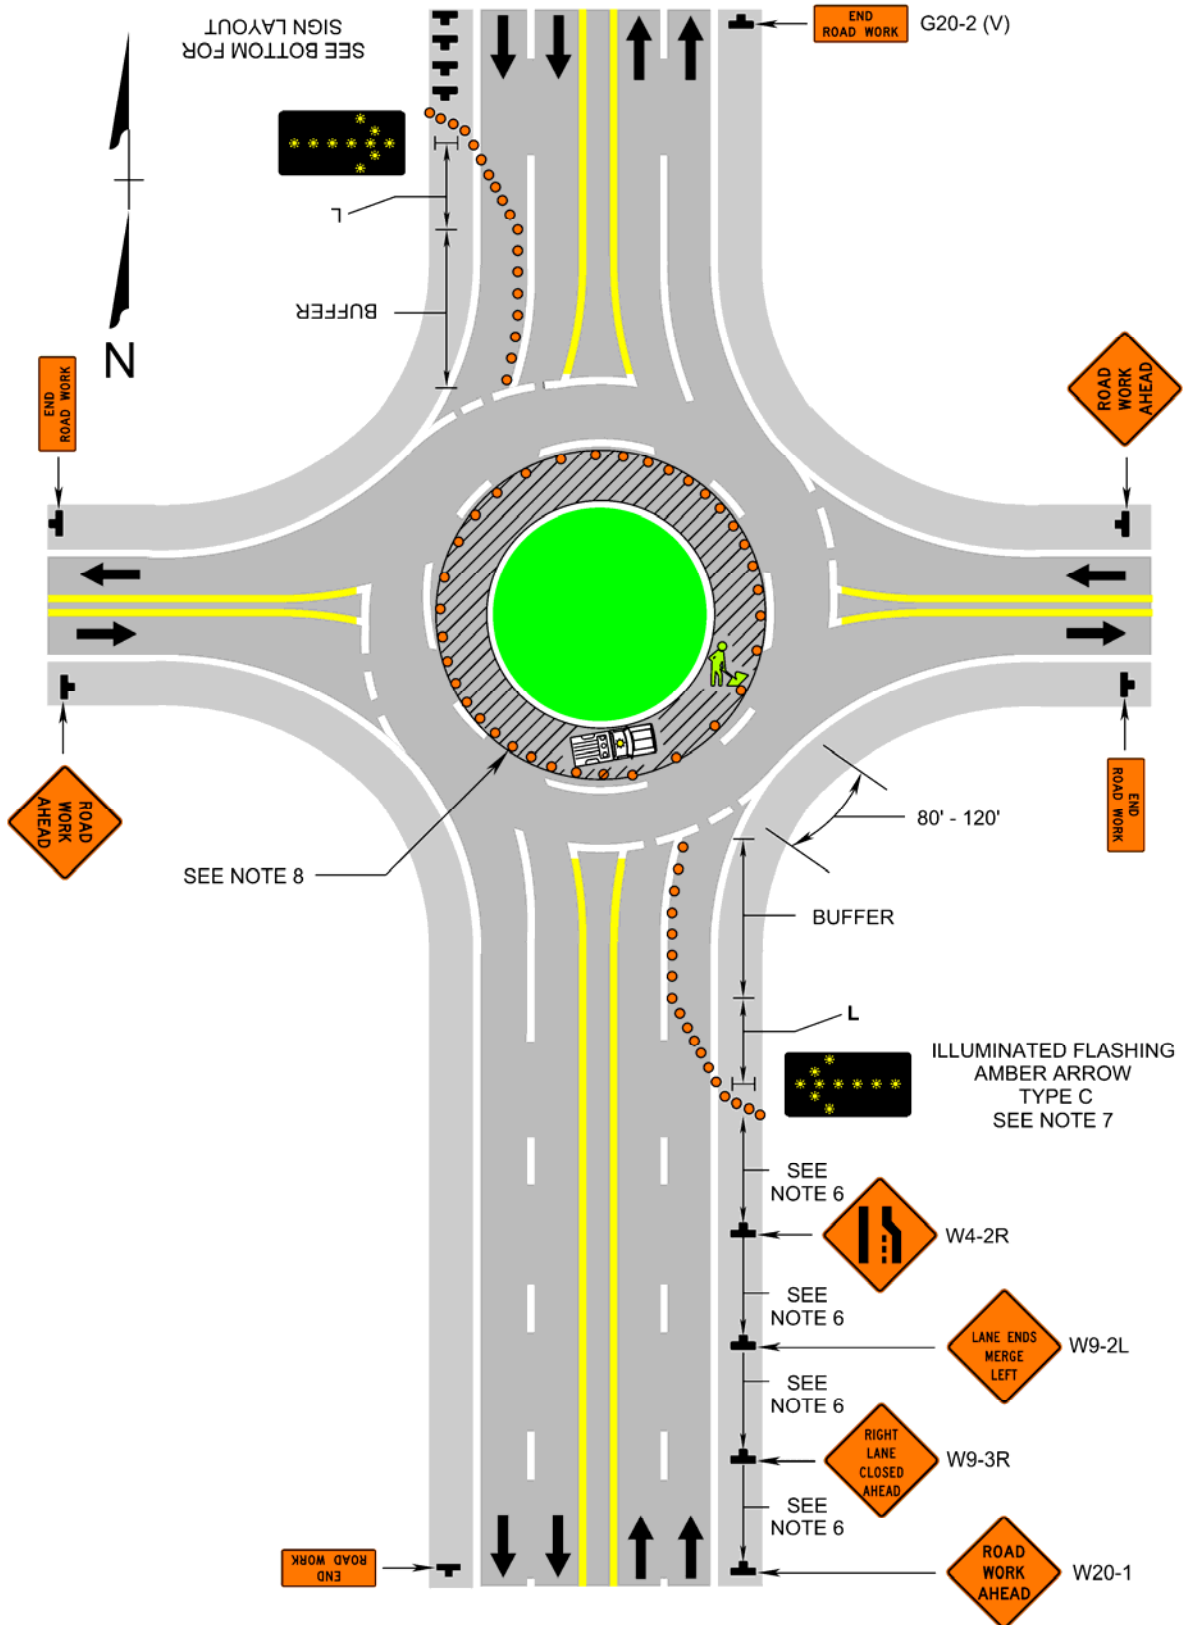 END
ROAD WORK
G20-2 (V)
SEE BOTTOM FOR
SIGN LAYOUT
L
BUFFER
N
END
ROAD WORK
ROAD
WORK
AHEAD
ROAD
WORK
AHEAD
END
ROAD WORK
80' - 120'
SEE NOTE 8
BUFFER
L
ILLUMINATED FLASHING
AMBER ARROW
TYPE C
SEE NOTE 7
SEE
NOTE 6
W4-2R
SEE
NOTE 6
LANE ENDS
MERGE
LEFT
W9-2L
SEE
NOTE 6
RIGHT
LANE
CLOSED
AHEAD
W9-3R
SEE
NOTE 6
END
ROAD WORK
ROAD
WORK
AHEAD
W20-1